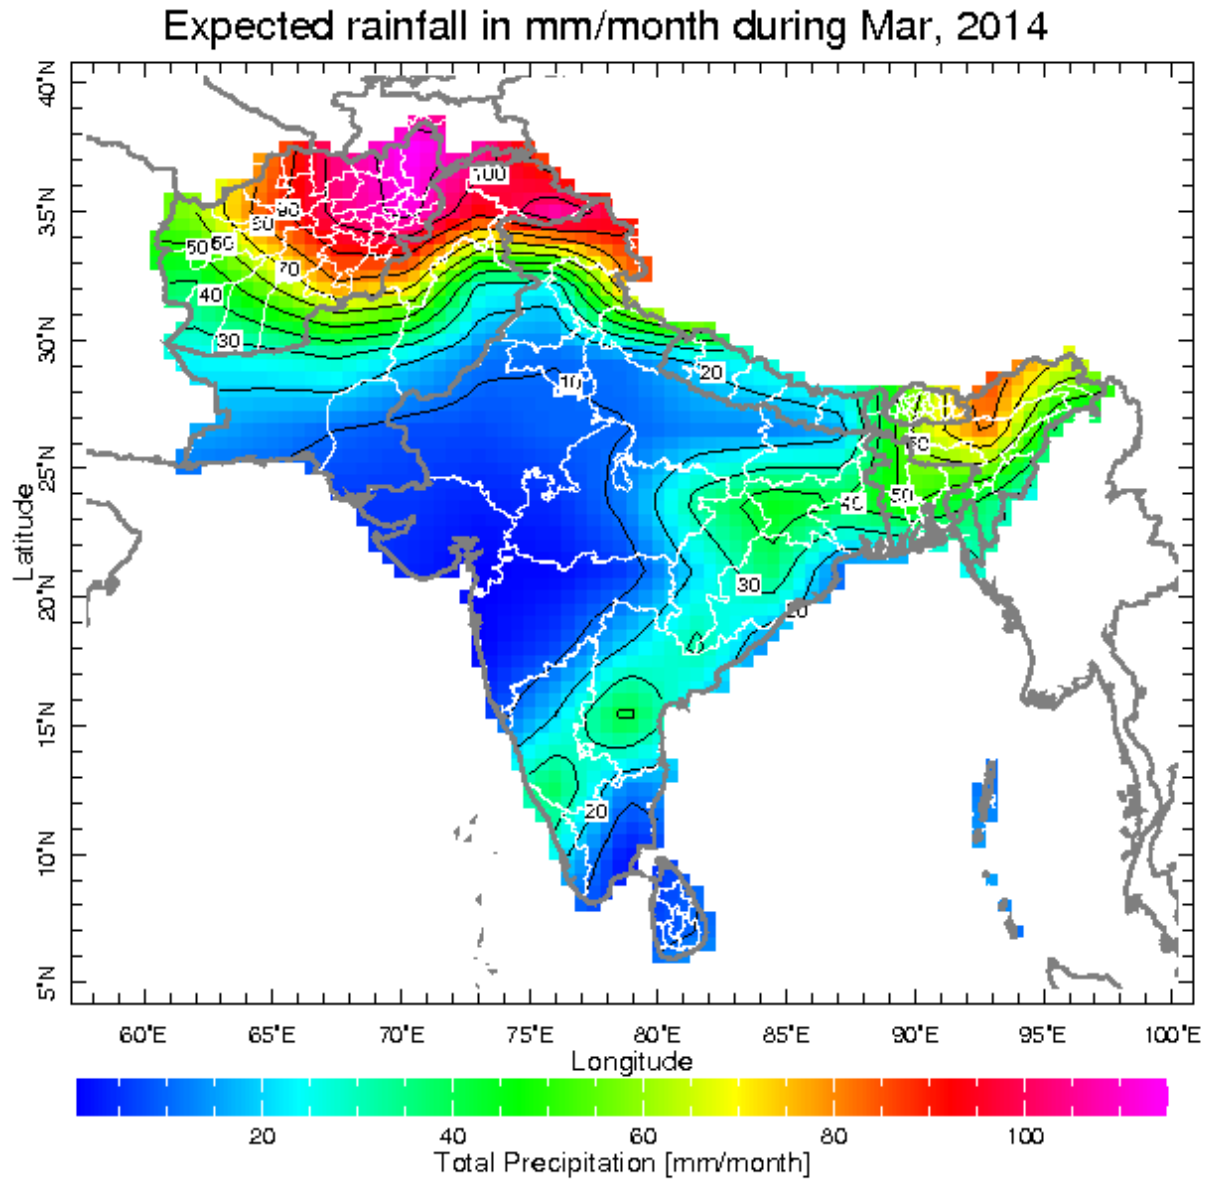 Expected rainfall in mm/month during Mar, 2014
40°N
35°N
30°N
25°N
20°N
15°N
10°N
5°N
Latitude
100
90
80
50
60
70
40
30
20
10
60
50
40
30
20
20
60°E 65°E 70°E 75°E 80°E 85°E 90°E 95°E 100°E
Longitude
20 40 60 80 100
Total Precipitation [mm/month]